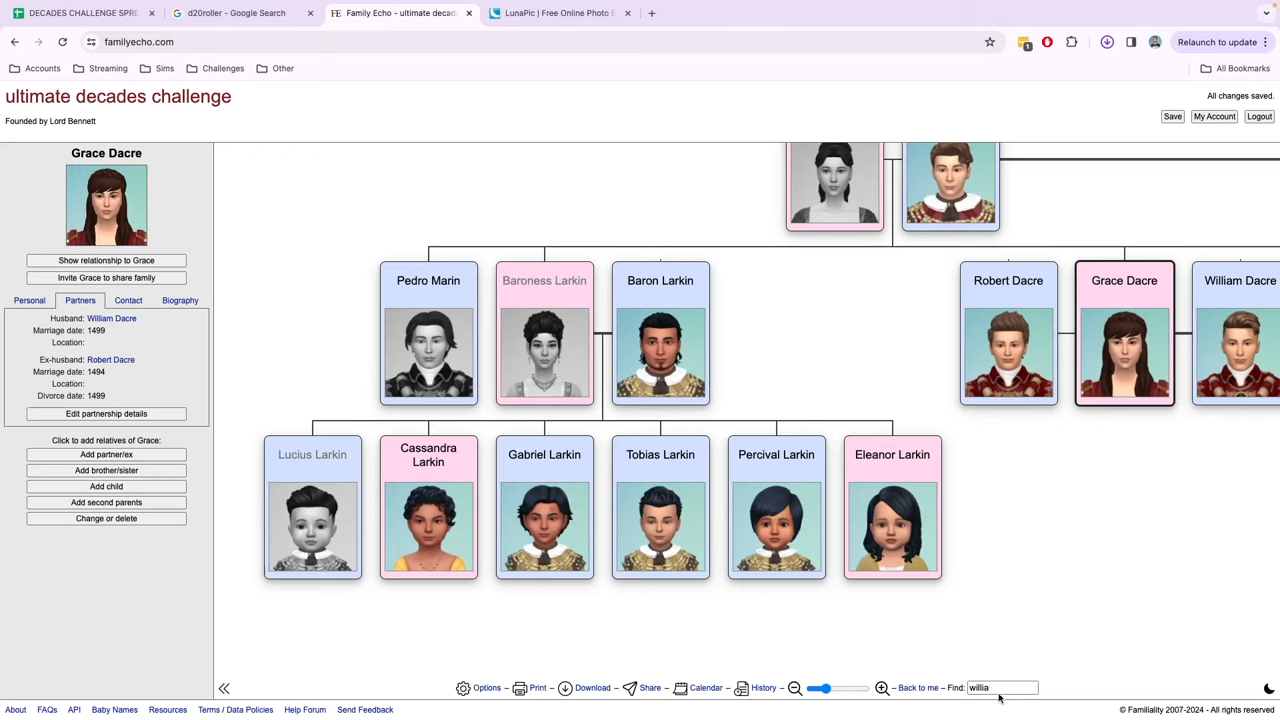 DECADES CHALLENGE SPRE
d20roller - Google Search
Family Echo - ultimate decade
LunaPic | Free Online Photo E
familyecho.com
1
Relaunch to update
Accounts
Streaming
Sims
Challenges
Other
All Bookmarks
ultimate decades challenge
All changes saved.
Founded by Lord Bennett
Save
My Account
Logout
Grace Dacre
Show relationship to Grace
Invite Grace to share family
Personal
Partners
Contact
Biography
Husband: William Dacre
Marriage date: 1499
Location:
Ex-husband: Robert Dacre
Marriage date: 1494
Location:
Divorce date: 1499
Edit partnership details
Click to add relatives of Grace:
Add partner/ex
Add brother/sister
Add child
Add second parents
Change or delete
Pedro Marin
Baroness Larkin
Baron Larkin
Robert Dacre
Grace Dacre
William Dacre
Lucius Larkin
Cassandra
Larkin
Gabriel Larkin
Tobias Larkin
Percival Larkin
Eleanor Larkin
Options – Print – Download – Share – Calendar – History – Back to me – Find: willia
About
FAQs
API
Baby Names
Resources
Terms / Data Policies
Help Forum
Send Feedback
© Familiality 2007-2024 - All rights reserved